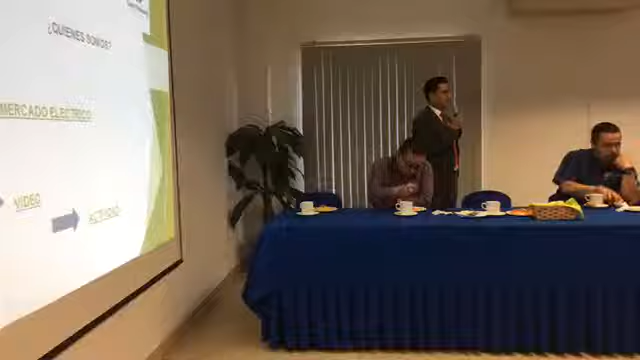 ¿QUIENES SOMOS?
MERCADO ELECTRICO
VIDEO
ACTIVIDAD